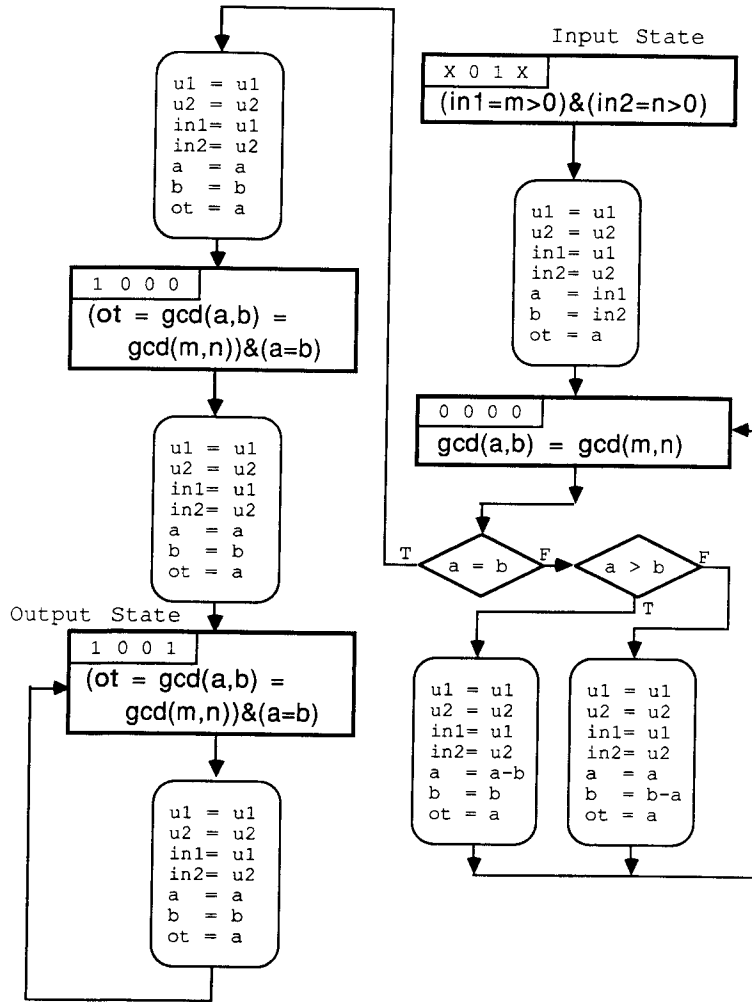 Input State
X 0 1 X
(in1=m>0)&(in2=n>0)
u1 = u1
u2 = u2
in1= u1
in2= u2
a = in1
b = in2
ot = a
0 0 0 0
gcd(a,b) = gcd(m,n)
T
a = b
F
a > b
F
T
u1 = u1
u2 = u2
in1= u1
in2= u2
a = a-b
b = b
ot = a
u1 = u1
u2 = u2
in1= u1
in2= u2
a = a
b = b-a
ot = a
u1 = u1
u2 = u2
in1= u1
in2= u2
a = a
b = b
ot = a
1 0 0 0
(ot = gcd(a,b) =
gcd(m,n))&(a=b)
u1 = u1
u2 = u2
in1= u1
in2= u2
a = a
b = b
ot = a
Output State
1 0 0 1
(ot = gcd(a,b) =
gcd(m,n))&(a=b)
u1 = u1
u2 = u2
in1= u1
in2= u2
a = a
b = b
ot = a